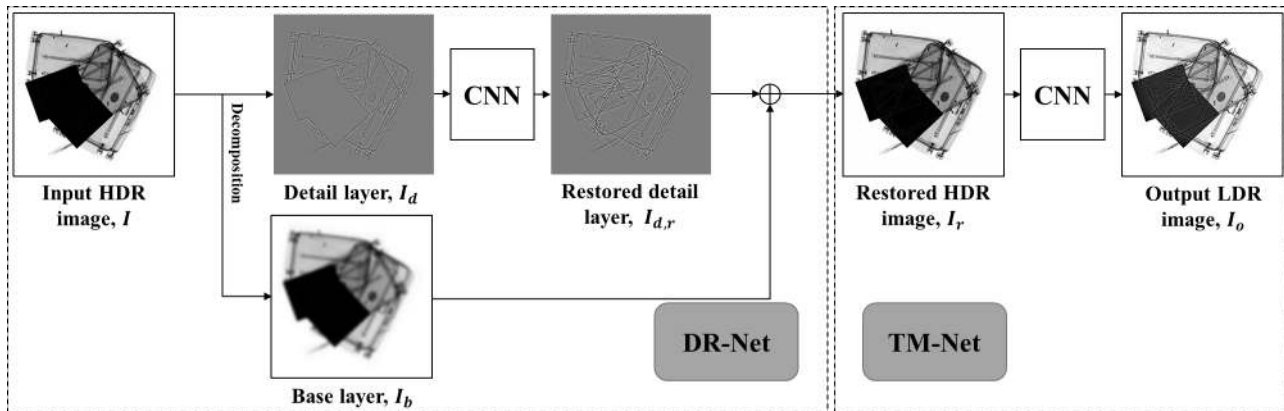 Input HDR
image, I
Decomposition
Detail layer, I_d
CNN
Restored detail
layer, I_{d,r}
Base layer, I_b
DR-Net
Restored HDR
image, I_r
CNN
Output LDR
image, I_o
TM-Net